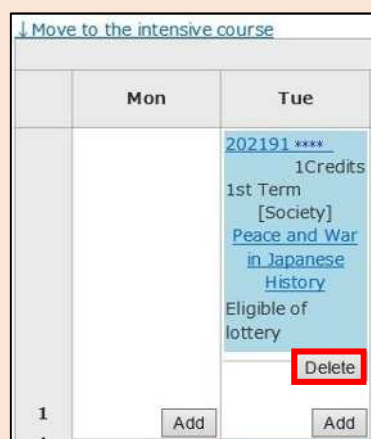 ↓Move to the intensive course
Mon Tue
202191 ****
1Credits
1st Term
[Society]
Peace and War
in Japanese
History
Eligible of
lottery
Delete
1 Add Add